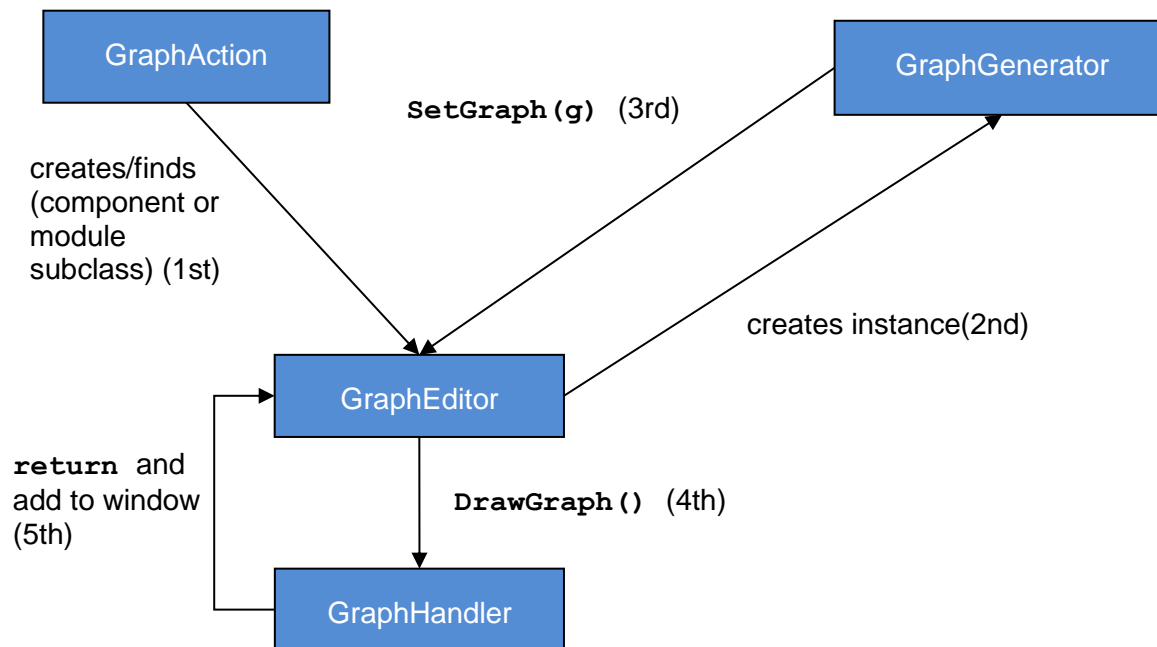 GraphAction
GraphGenerator
SetGraph(g) (3rd)
creates/finds
(component or
module
subclass) (1st)
creates instance(2nd)
GraphEditor
return and
add to window
(5th)
DrawGraph() (4th)
GraphHandler